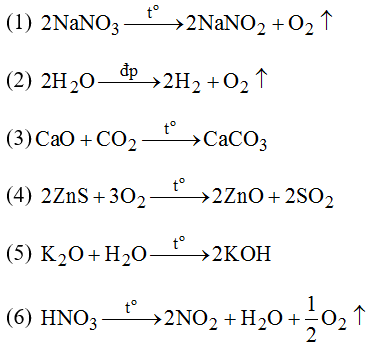 (1) 2NaNO₃ —t°→ 2NaNO₂ + O₂ ↑
(2) 2H₂O —đp→ 2H₂ + O₂ ↑
(3) CaO + CO₂ —t°→ CaCO₃
(4) 2ZnS + 3O₂ —t°→ 2ZnO + 2SO₂
(5) K₂O + H₂O —t°→ 2KOH
(6) HNO₃ —t°→ 2NO₂ + H₂O + 1/2 O₂ ↑